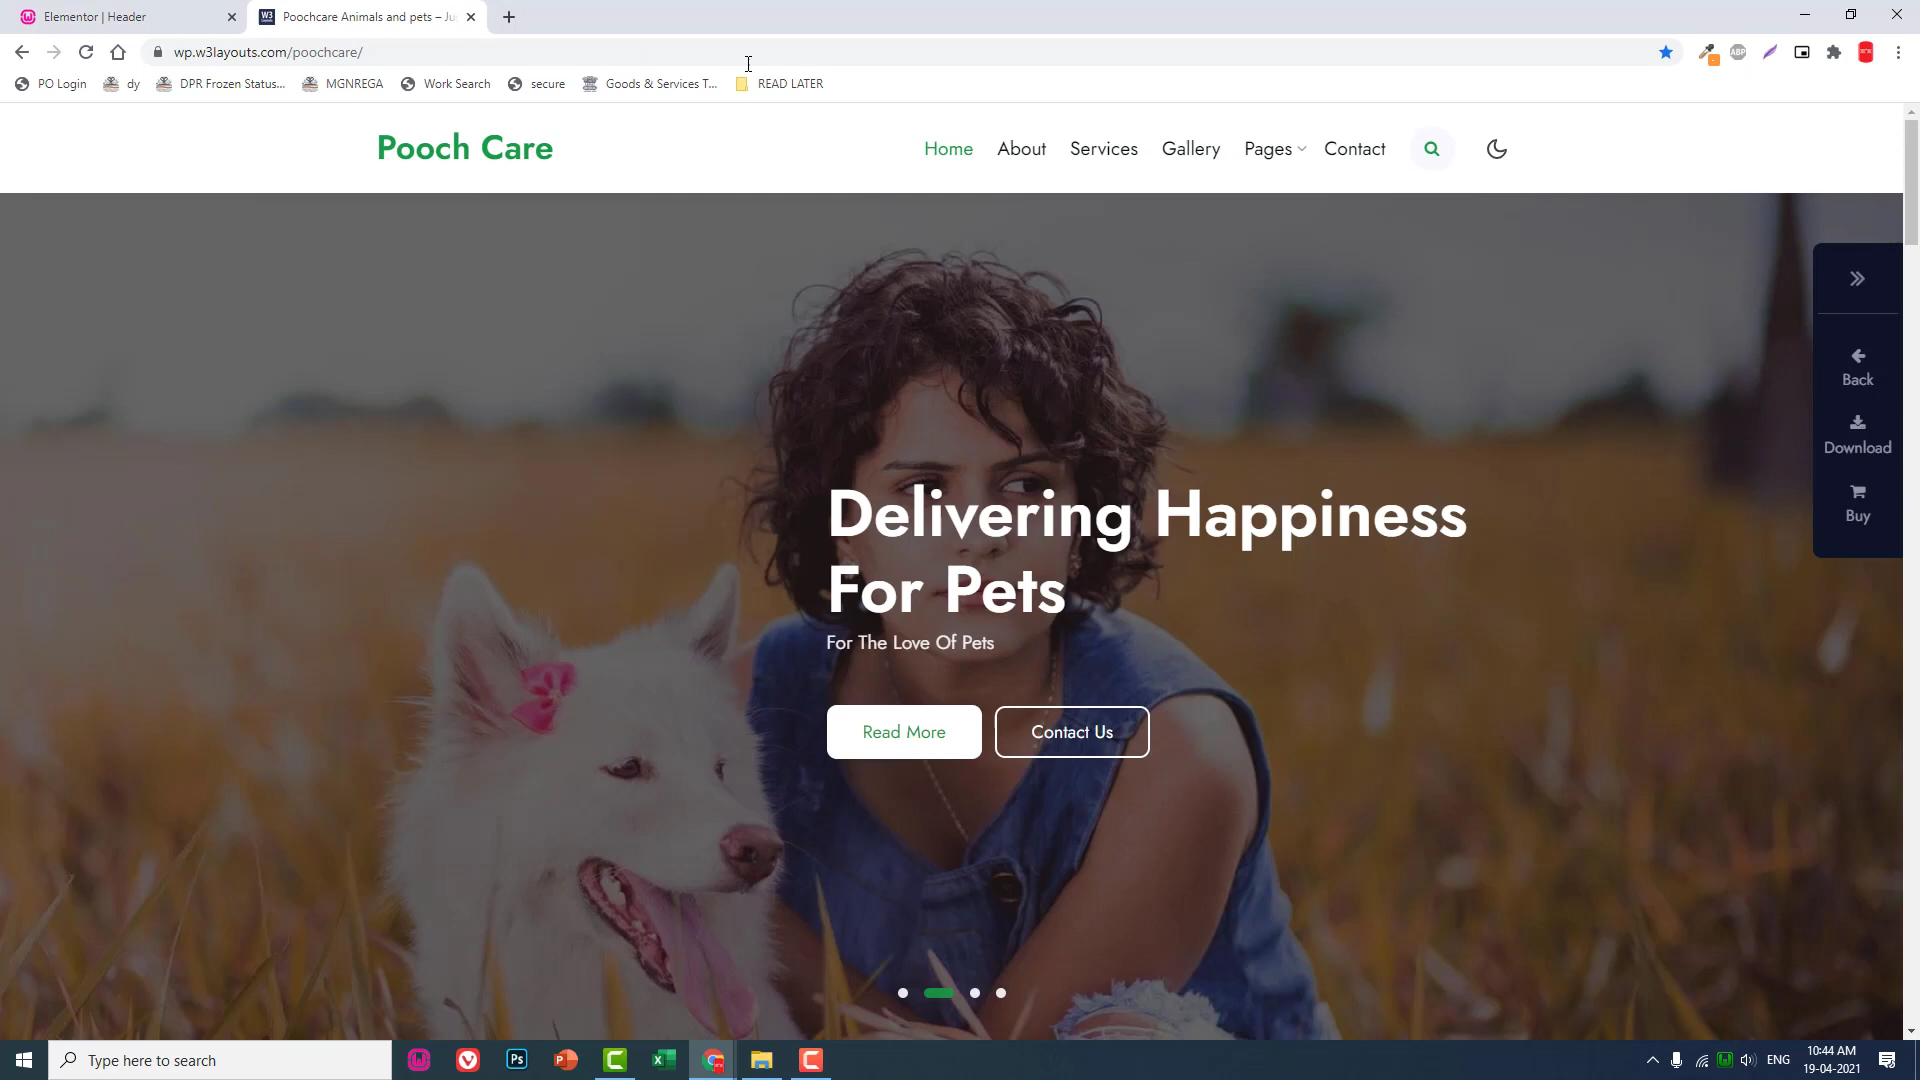 Elementor | Header
W3 Poochcare Animals and pets – Ju
wp.w3layouts.com/poochcare/
ABP
PO Login dy DPR Frozen Status... MGNREGA Work Search secure Goods & Services T... READ LATER
Pooch Care Home About Services Gallery Pages Contact
Back
Download
Buy
Delivering Happiness
For Pets
For The Love Of Pets
Read More Contact Us
Type here to search Ps ENG 10:44 AM
19-04-2021